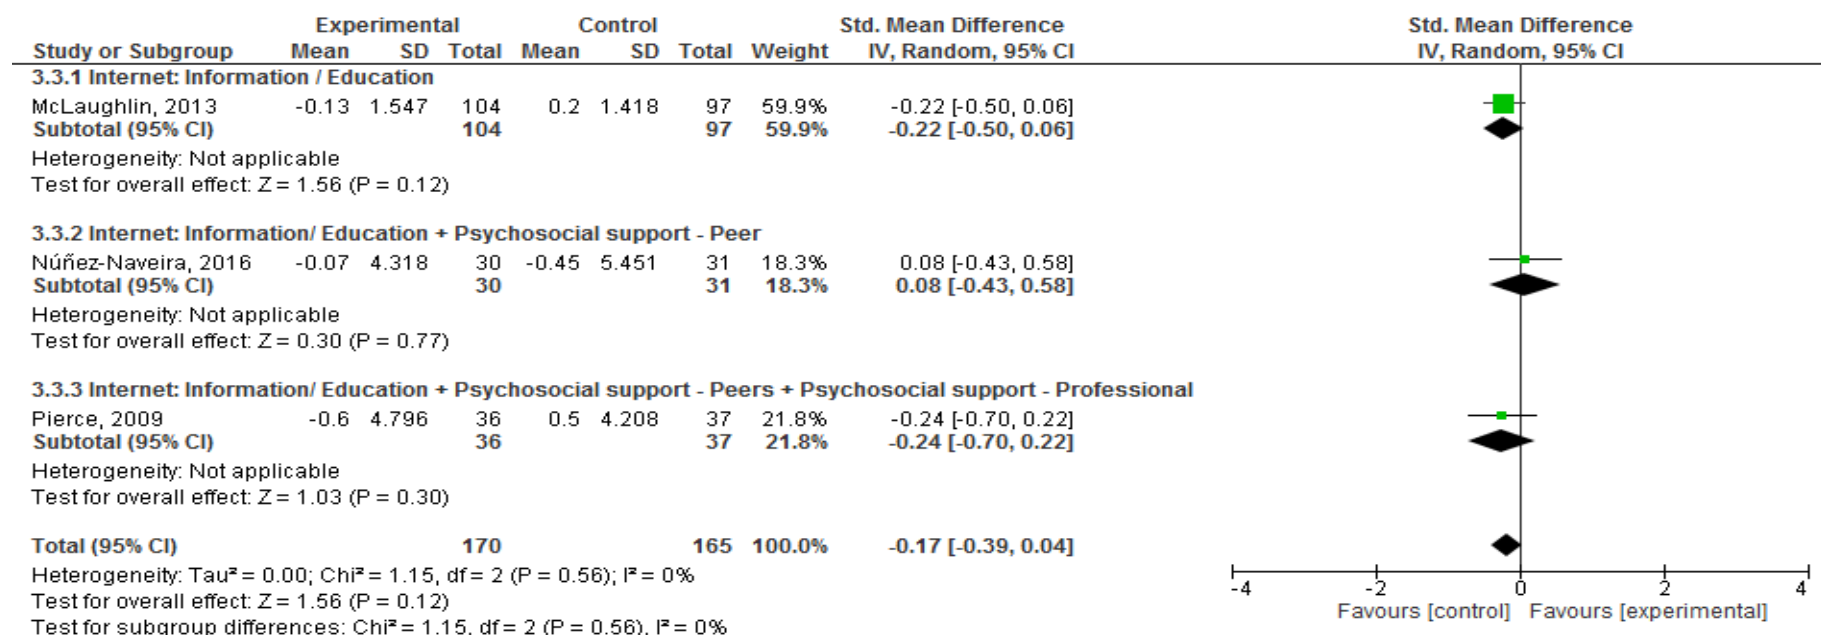 Experimental Control Std. Mean Difference Std. Mean Difference
Study or Subgroup Mean SD Total Mean SD Total Weight IV, Random, 95% CI IV, Random, 95% CI
3.3.1 Internet: Information / Education
McLaughlin, 2013 -0.13 1.547 104 0.2 1.418 97 59.9% -0.22 [-0.50, 0.06]
Subtotal (95% CI) 104 97 59.9% -0.22 [-0.50, 0.06]
Heterogeneity: Not applicable
Test for overall effect: Z = 1.56 (P = 0.12)
3.3.2 Internet: Information/ Education + Psychosocial support - Peer
Núñez-Naveira, 2016 -0.07 4.318 30 -0.45 5.451 31 18.3% 0.08 [-0.43, 0.58]
Subtotal (95% CI) 30 31 18.3% 0.08 [-0.43, 0.58]
Heterogeneity: Not applicable
Test for overall effect: Z = 0.30 (P = 0.77)
3.3.3 Internet: Information/ Education + Psychosocial support - Peers + Psychosocial support - Professional
Pierce, 2009 -0.6 4.796 36 0.5 4.208 37 21.8% -0.24 [-0.70, 0.22]
Subtotal (95% CI) 36 37 21.8% -0.24 [-0.70, 0.22]
Heterogeneity: Not applicable
Test for overall effect: Z = 1.03 (P = 0.30)
Total (95% CI) 170 165 100.0% -0.17 [-0.39, 0.04]
Heterogeneity: Tau² = 0.00; Chi² = 1.15, df = 2 (P = 0.56); I² = 0%
Test for overall effect: Z = 1.56 (P = 0.12)
Test for subgroup differences: Chi² = 1.15, df = 2 (P = 0.56), I² = 0%
-4 -2 0 2 4
Favours [control] Favours [experimental]